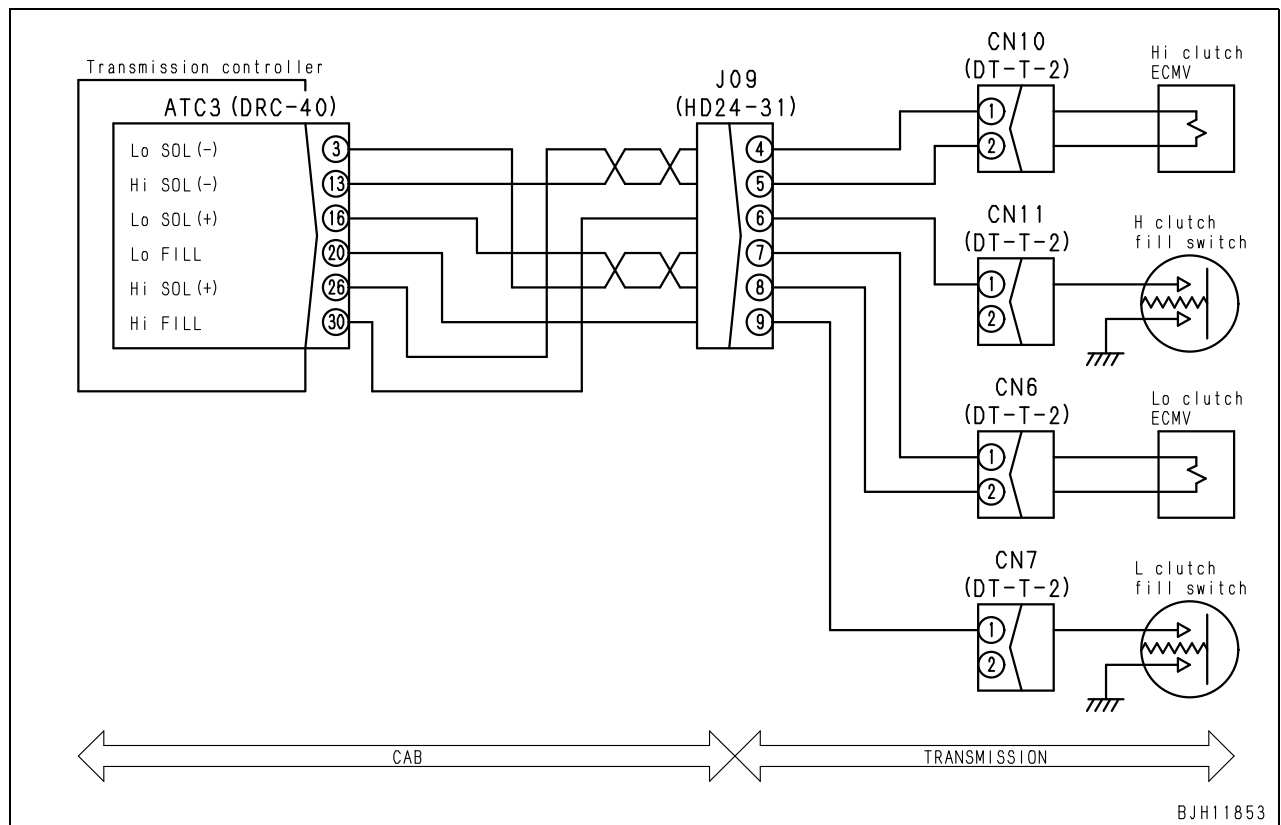 Transmission controller
ATC3 (DRC-40)
Lo SOL (-)
Hi SOL (-)
Lo SOL (+)
Lo FILL
Hi SOL (+)
Hi FILL
3
13
16
20
26
30
J09
(HD24-31)
4
5
6
7
8
9
CN10
(DT-T-2)
1
2
Hi clutch
ECMV
CN11
(DT-T-2)
1
2
H clutch
fill switch
CN6
(DT-T-2)
1
2
Lo clutch
ECMV
CN7
(DT-T-2)
1
2
L clutch
fill switch
CAB
TRANSMISSION
BJH11853